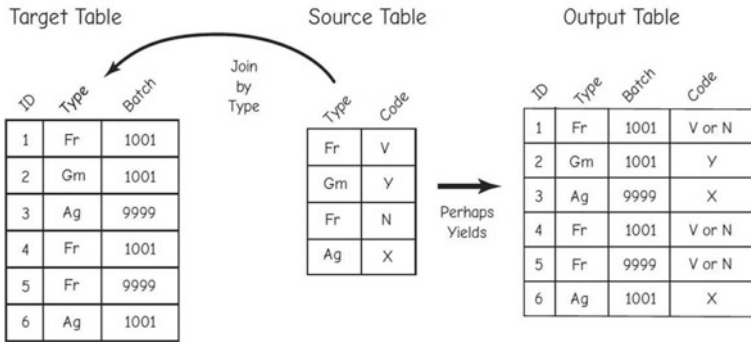 Target Table
Source Table
Output Table
Join
by
Type
ID Type Batch
1 Fr 1001
2 Gm 1001
3 Ag 9999
4 Fr 1001
5 Fr 9999
6 Ag 1001
Type Code
Fr V
Gm Y
Fr N
Ag X
Perhaps
Yields
ID Type Batch Code
1 Fr 1001 V or N
2 Gm 1001 Y
3 Ag 9999 X
4 Fr 1001 V or N
5 Fr 9999 V or N
6 Ag 1001 X